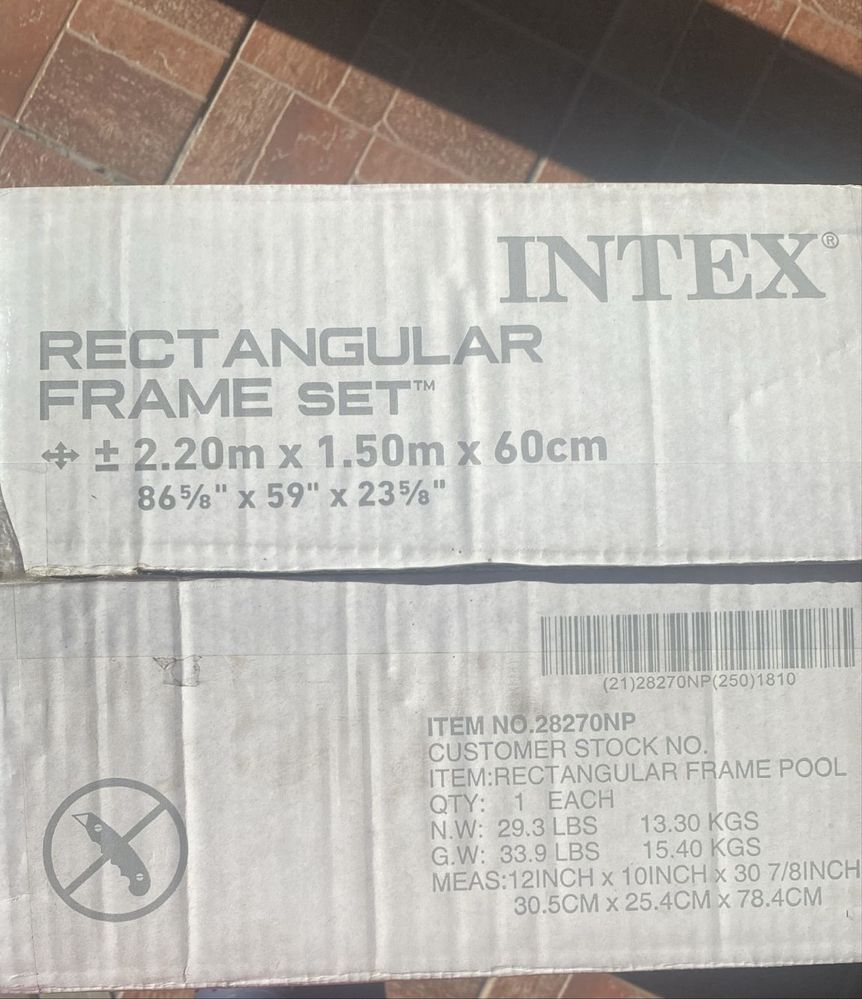 INTEX®
RECTANGULAR
FRAME SET™
± 2.20m x 1.50m x 60cm
86⅝" x 59" x 23⅝"
(21)28270NP(250)1810
ITEM NO.28270NP
CUSTOMER STOCK NO.
ITEM:RECTANGULAR FRAME POOL
QTY: 1 EACH
N.W: 29.3 LBS 13.30 KGS
G.W: 33.9 LBS 15.40 KGS
MEAS:12INCH x 10INCH x 30 7/8INCH
30.5CM x 25.4CM x 78.4CM